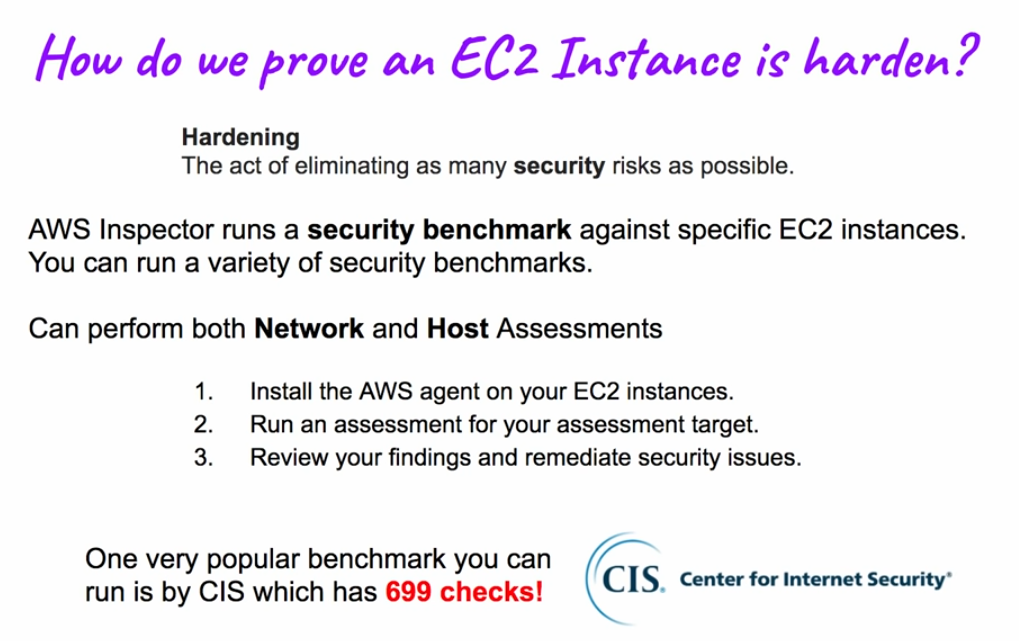 How do we prove an EC2 Instance is harden?
Hardening
The act of eliminating as many security risks as possible.
AWS Inspector runs a security benchmark against specific EC2 instances.
You can run a variety of security benchmarks.
Can perform both Network and Host Assessments
1. Install the AWS agent on your EC2 instances.
2. Run an assessment for your assessment target.
3. Review your findings and remediate security issues.
One very popular benchmark you can
run is by CIS which has 699 checks!
CIS® Center for Internet Security®